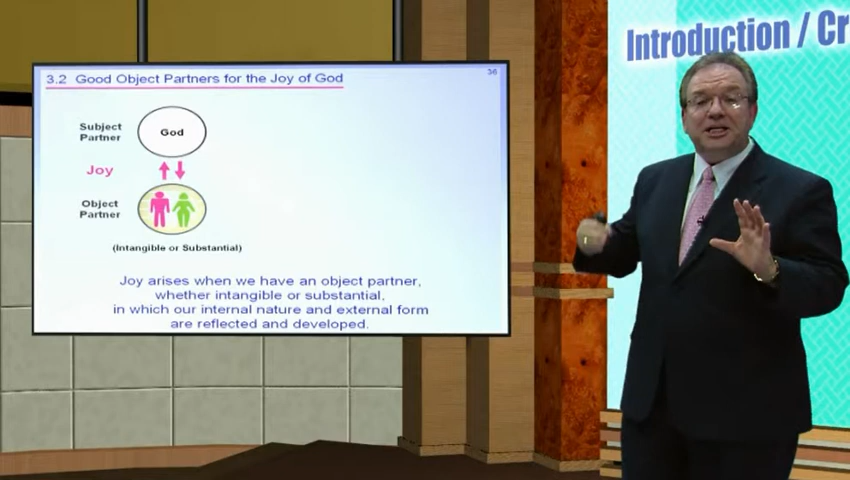 3.2 Good Object Partners for the Joy of God
36
Subject
Partner
God
Joy
Object
Partner
(Intangible or Substantial)
Joy arises when we have an object partner,
whether intangible or substantial,
in which our internal nature and external form
are reflected and developed.
Introduction / Cr